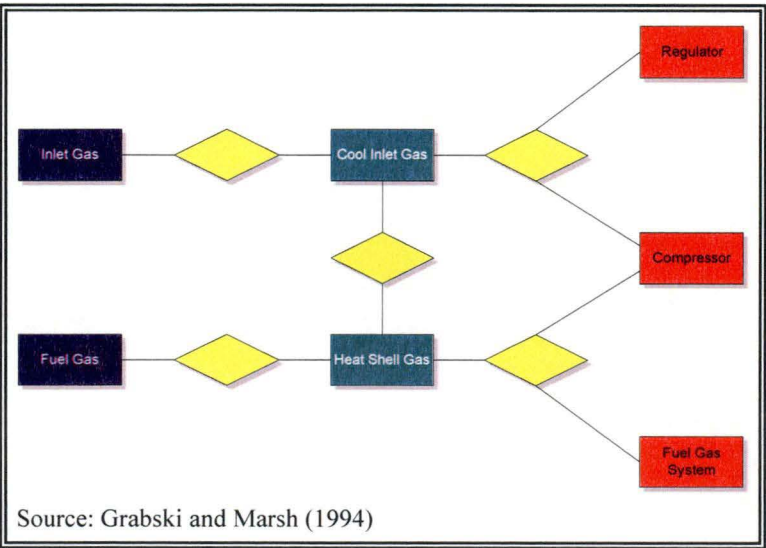 Regulator
Inlet Gas
Cool Inlet Gas
Compressor
Fuel Gas
Heat Shell Gas
Fuel Gas
System
Source: Grabski and Marsh (1994)